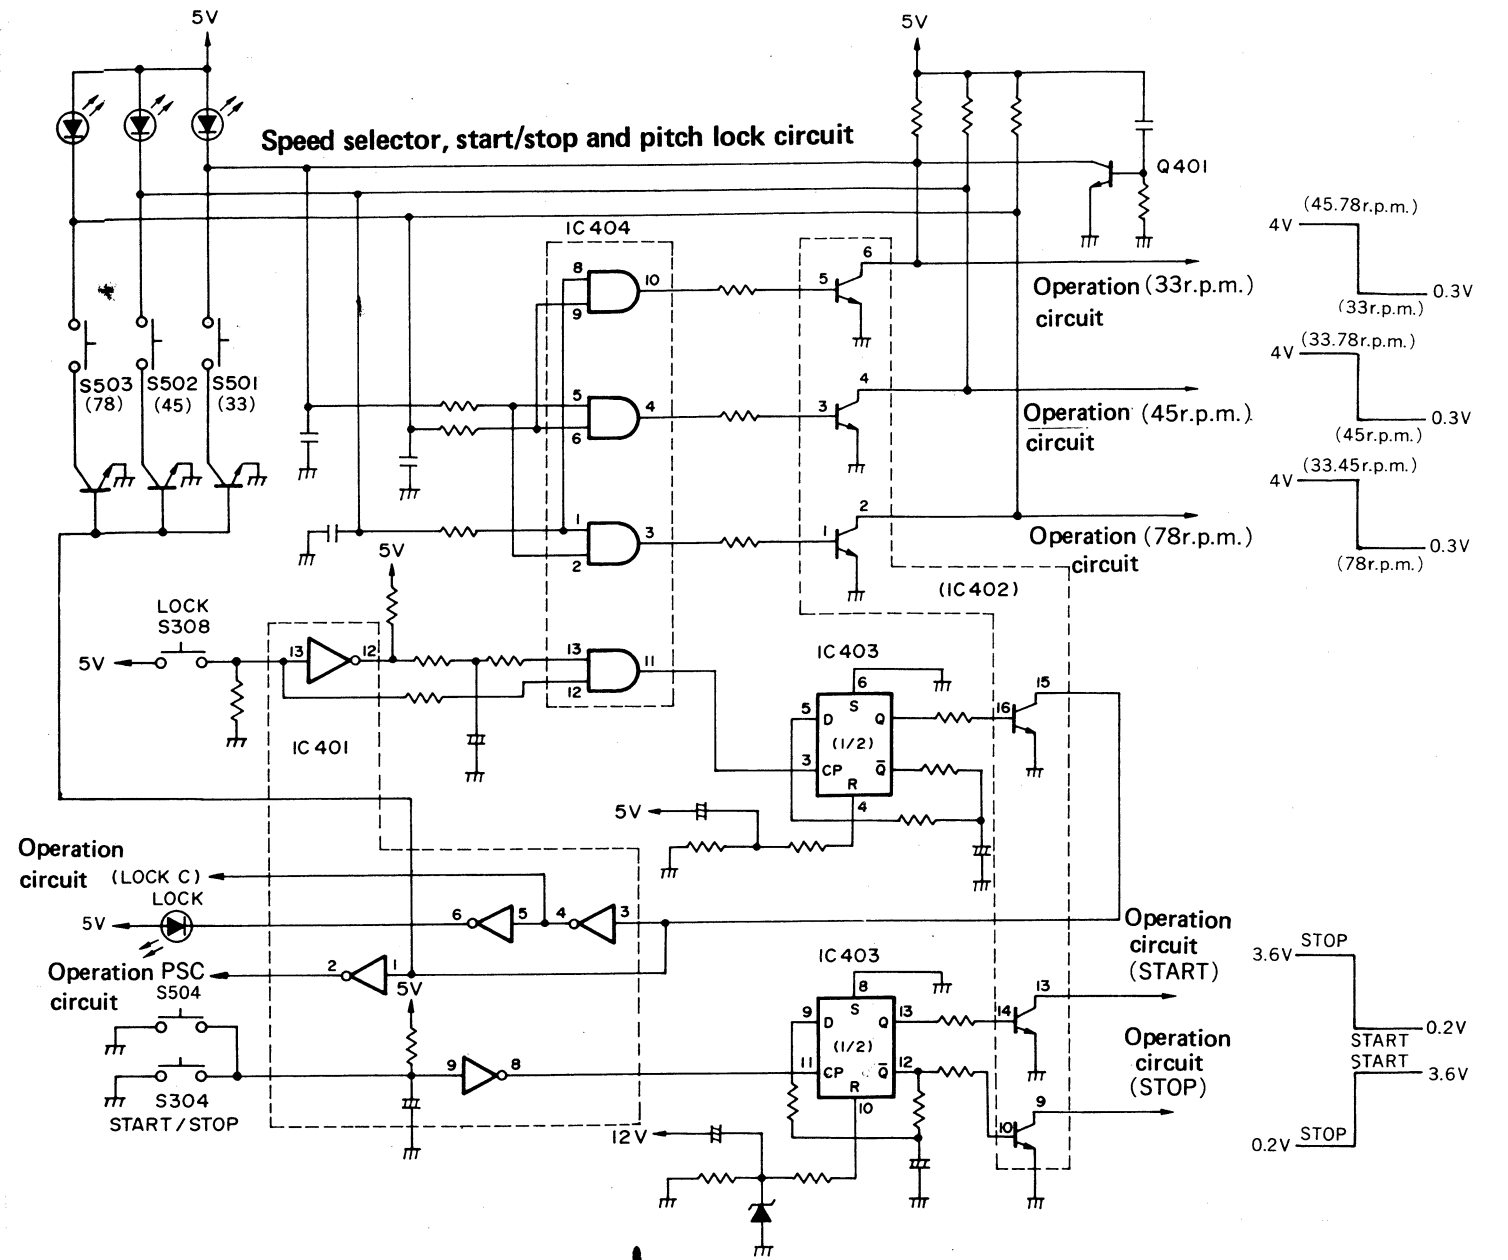 5V
5V
Speed selector, start/stop and pitch lock circuit
Q401
(45.78r.p.m.)
4V
0.3V
(33r.p.m.)
IC404
8
9
10
5
6
Operation (33r.p.m.)
circuit
S503
(78)
S502
(45)
S501
(33)
5
6
4
3
4
Operation (45r.p.m.)
circuit
(33.78r.p.m.)
4V
0.3V
(45r.p.m.)
1
2
3
1
2
Operation (78r.p.m.)
circuit
(33.45r.p.m.)
4V
0.3V
(78r.p.m.)
5V
(IC402)
LOCK
S308
5V
13
12
13
12
11
IC401
IC403
6
S
5
D
Q
(1/2)
3
CP
Q̅
R
4
16
15
5V
Operation
circuit (LOCK C)
LOCK
5V
6
5
4
3
Operation PSC
circuit
2
1
5V
S504
S304
START/STOP
9
8
IC403
8
S
9
D
Q
13
(1/2)
11
CP
Q̅
12
R
10
14
13
10
9
12V
Operation
circuit
(START)
3.6V
STOP
0.2V
START
Operation
circuit
(STOP)
START
3.6V
0.2V
STOP